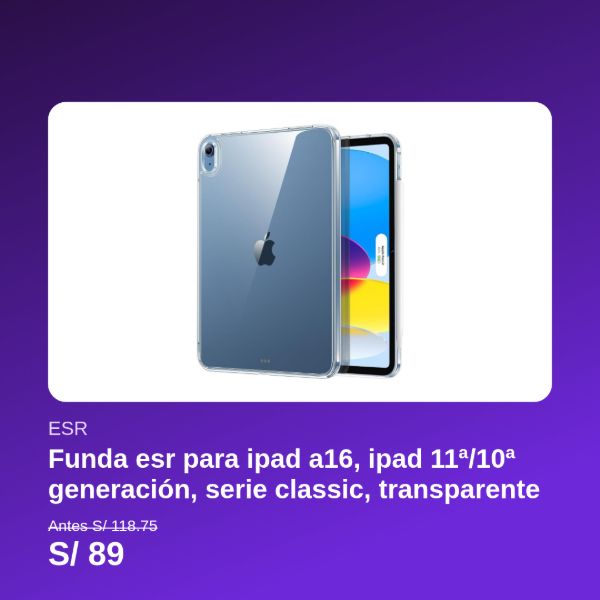 ESR
Funda esr para ipad a16, ipad 11ª/10ª
generación, serie classic, transparente
Antes S/ 118.75
S/ 89